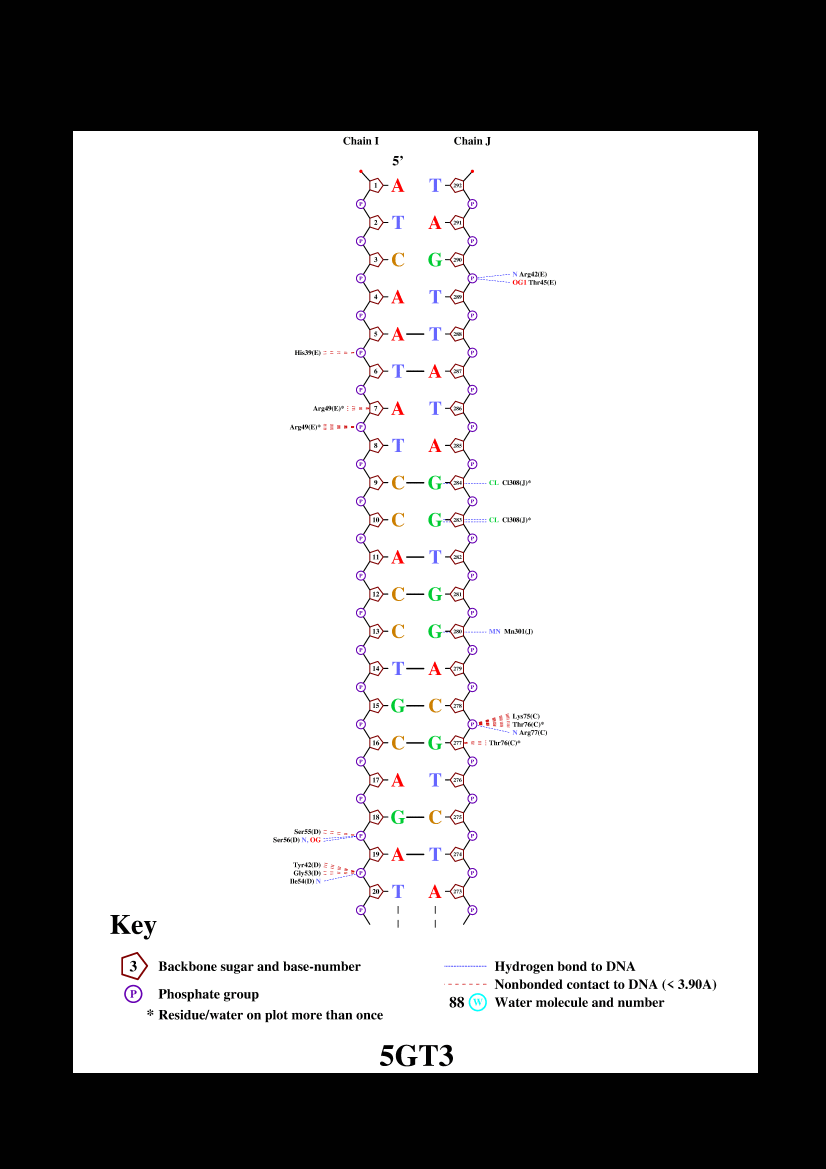 Chain I Chain J
5’
1 A T 292
P P
2 T A 291
P P
3 C G 290
P P N Arg42(E)
OG1 Thr45(E)
4 A T 289
P P
5 A T 288
His39(E) P P
6 T A 287
P P
Arg49(E)* 7 A T 286
Arg49(E)* P P
8 T A 285
P P
9 C G 284 CL Cl308(J)*
P P
10 C G 283 CL Cl308(J)*
P P
11 A T 282
P P
12 C G 281
P P
13 C G 280 MN Mn301(J)
P P
14 T A 279
P P
15 G C 278
Lys75(C)
P P Thr76(C)*
N Arg77(C)
16 C G 277 Thr76(C)*
P P
17 A T 276
P P
18 G C 275
Ser55(D)
Ser56(D) N, OG P P
19 A T 274
Tyr42(D)
Gly53(D) P P
Ile54(D) N
20 T A 273
P P
Key
3 Backbone sugar and base-number
P Phosphate group
* Residue/water on plot more than once
Hydrogen bond to DNA
Nonbonded contact to DNA (< 3.90A)
88 W Water molecule and number
5GT3